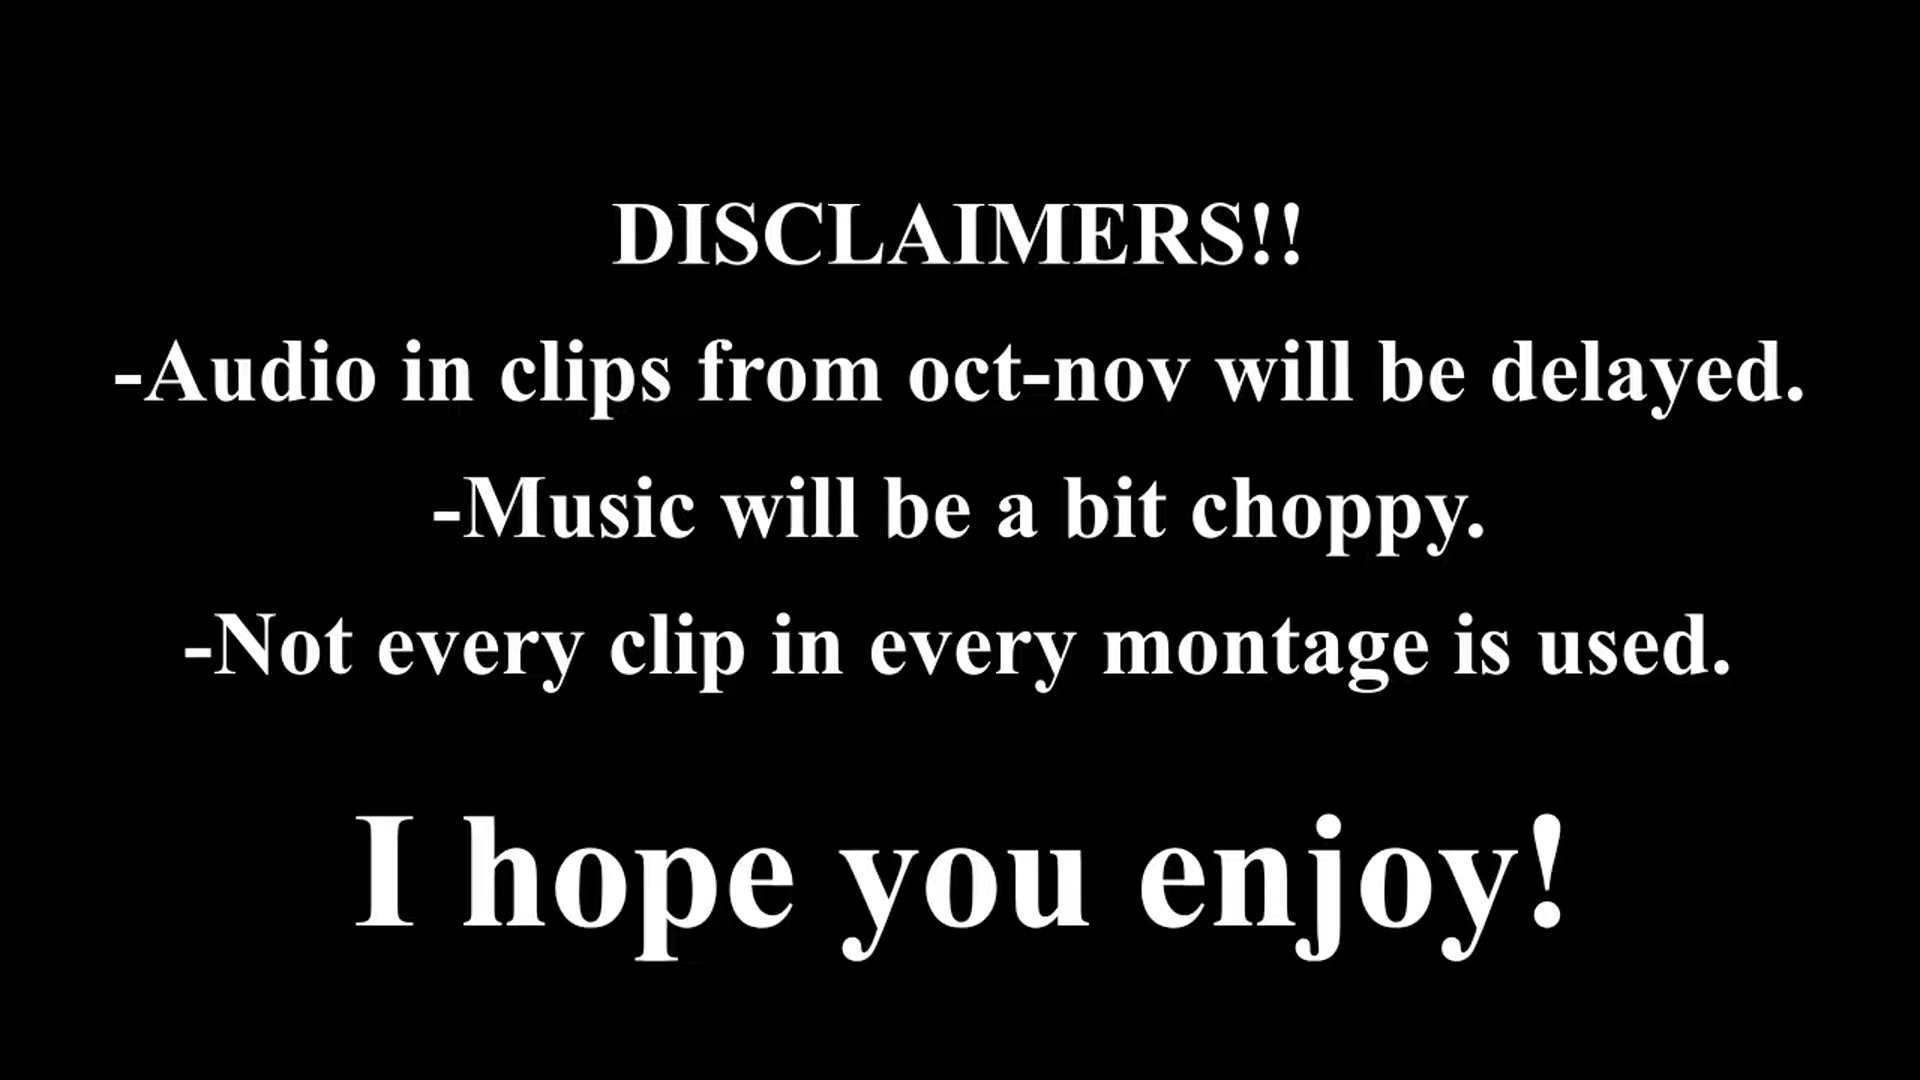 DISCLAIMERS!!
-Audio in clips from oct-nov will be delayed.
-Music will be a bit choppy.
-Not every clip in every montage is used.
I hope you enjoy!